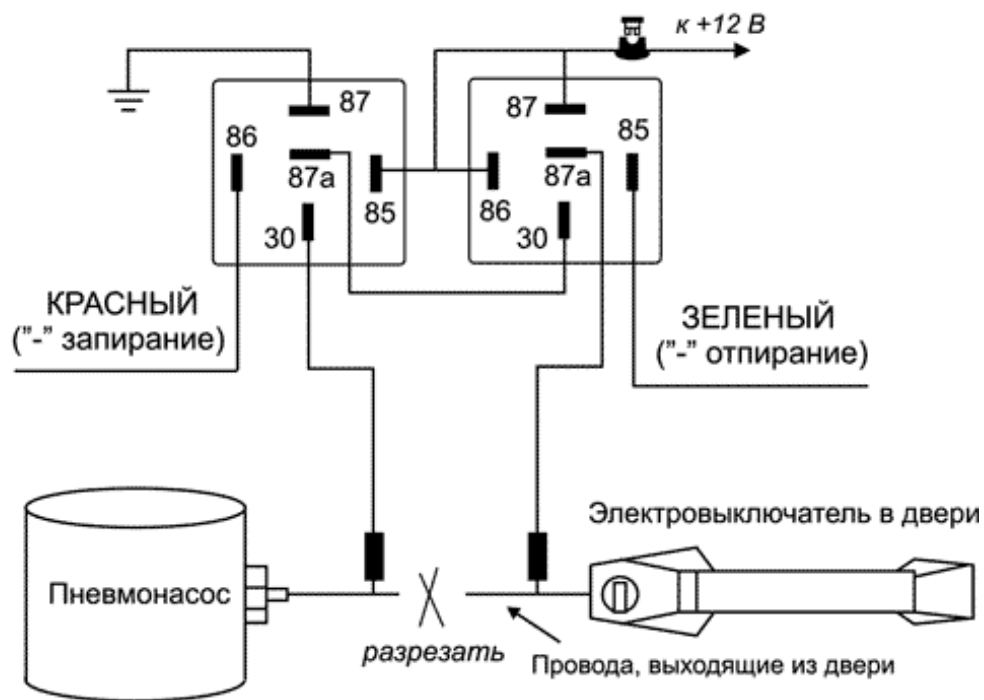 к +12 В
87
86
87а
85
30
87
85
87а
86
30
КРАСНЫЙ
("-" запирание)
ЗЕЛЕНЫЙ
("-" отпирание)
Электровыключатель в двери
Пневмонасос
разрезать
Провода, выходящие из двери